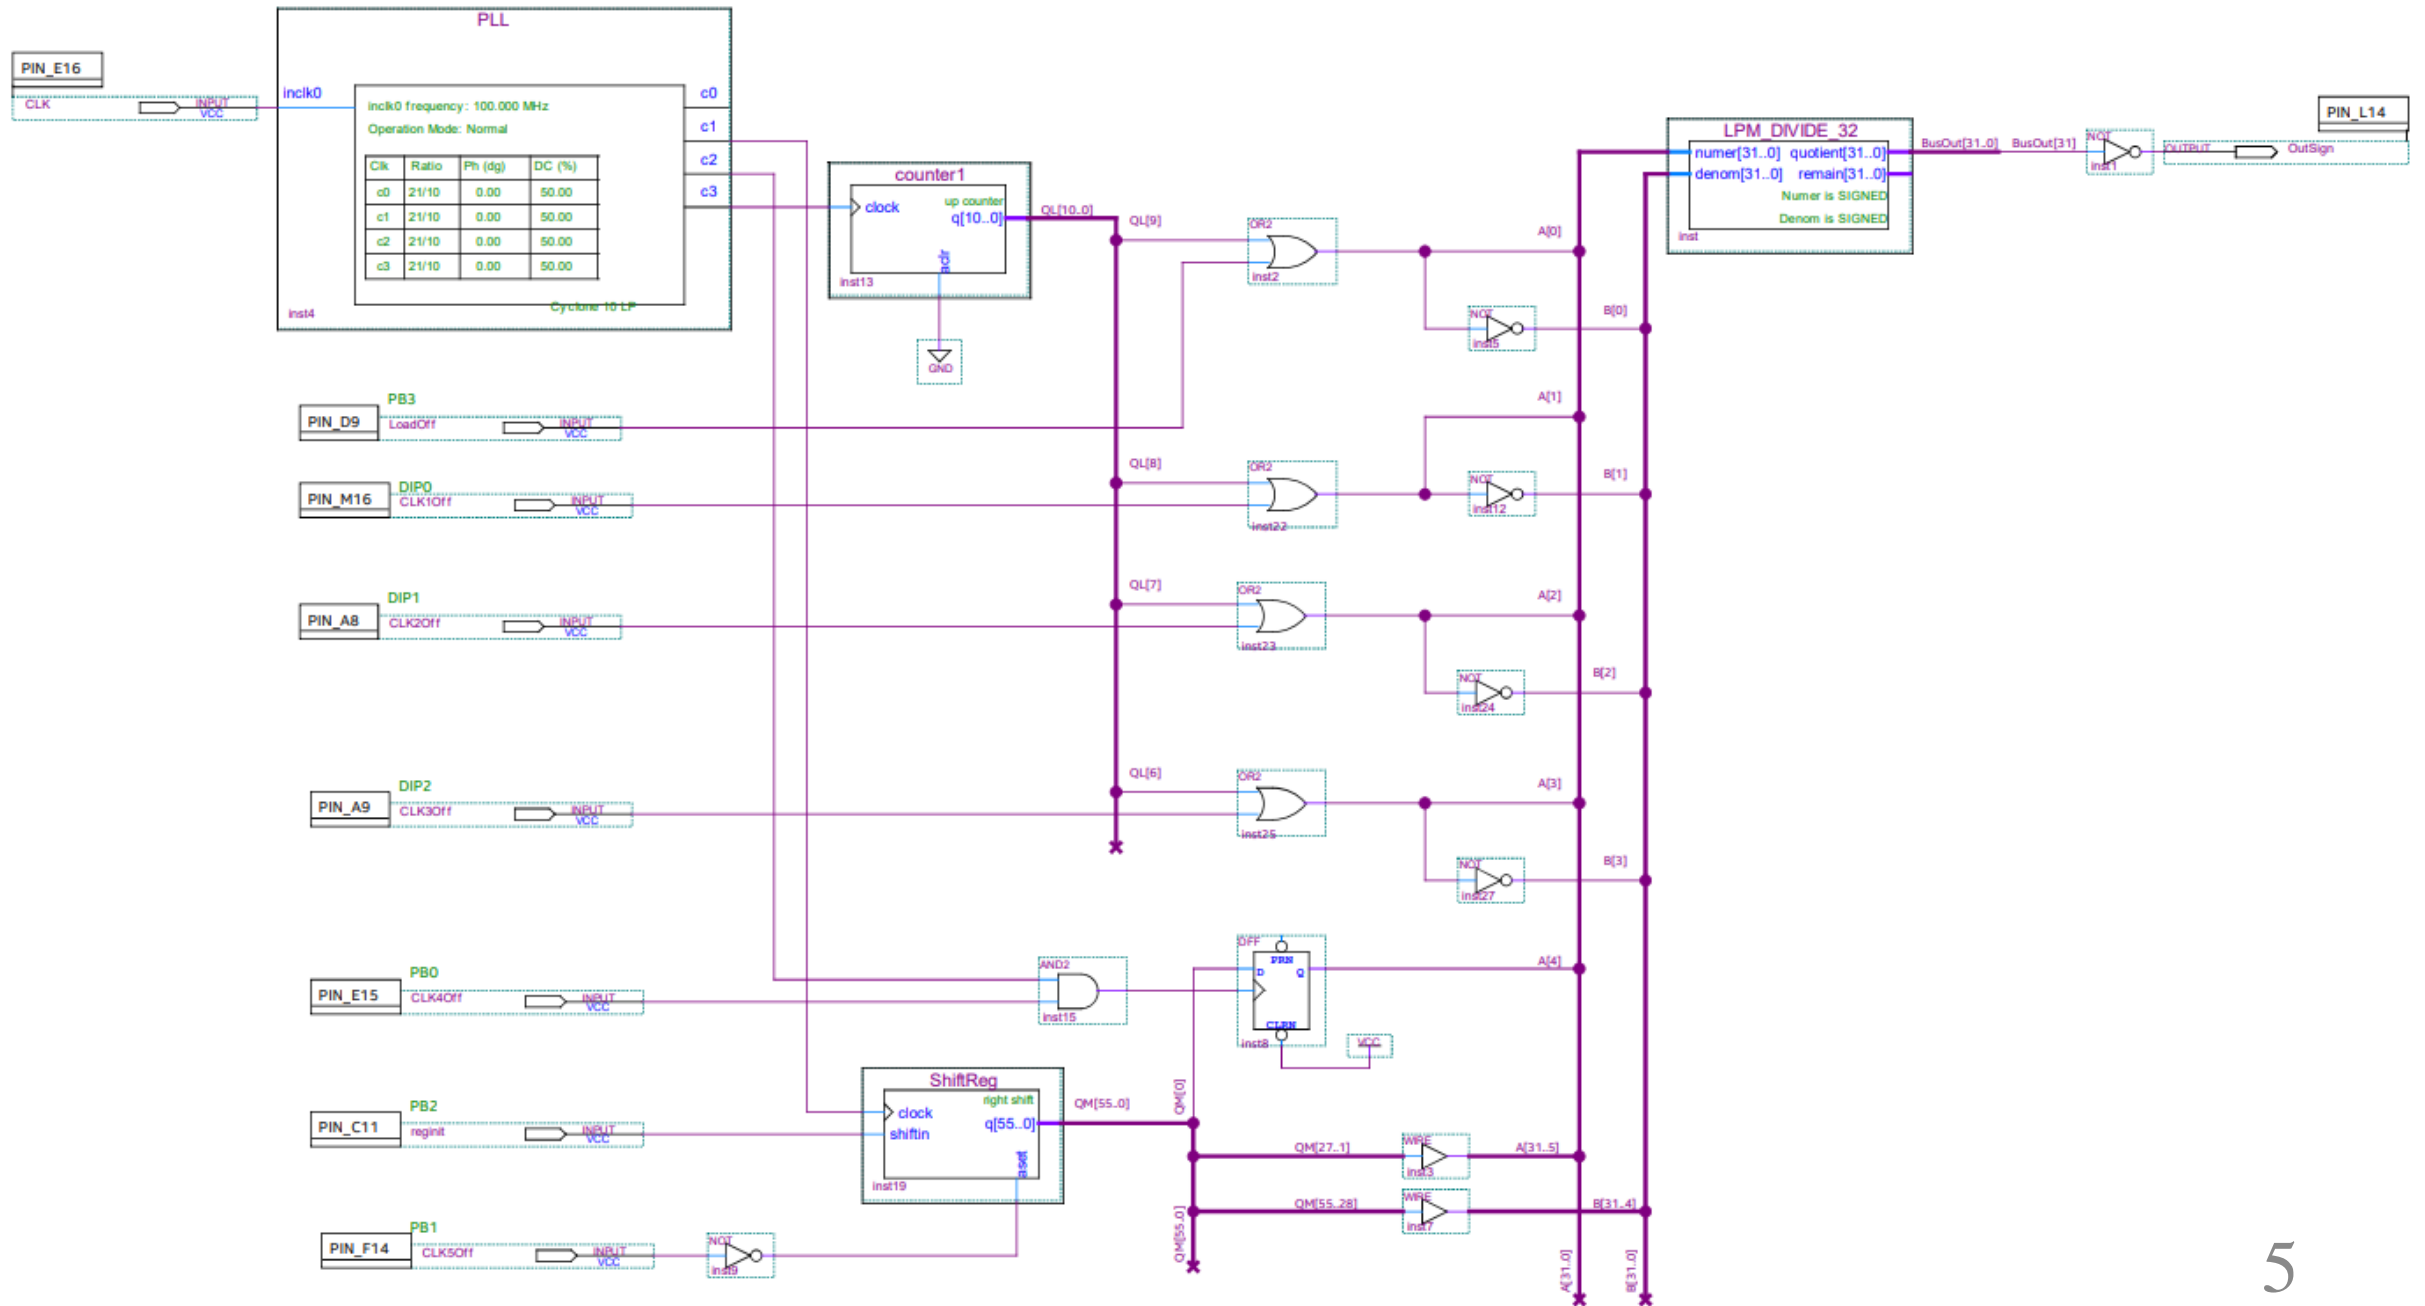 PLL
PIN_E16
CLK
INPUT
VCC
inclk0
inclk0 frequency: 100.000 MHz
Operation Mode: Normal
Clk Ratio Ph (dg) DC (%)
c0 21/10 0.00 50.00
c1 21/10 0.00 50.00
c2 21/10 0.00 50.00
c3 21/10 0.00 50.00
Cyclone 10 LP
inst4
c0
c1
c2
c3
counter1
clock
up counter
q[10..0]
aclr
inst13
GND
QL[10..0]
QL[9]
OR2
inst2
A[0]
NOT
inst5
B[0]
LPM_DIVIDE_32
numer[31..0] quotient[31..0]
denom[31..0] remain[31..0]
Numer is SIGNED
Denom is SIGNED
inst
BusOut[31..0]
BusOut[31]
NOT
inst1
PIN_L14
OUTPUT
OutSign
PB3
PIN_D9
LoadOff
INPUT
VCC
A[1]
DIP0
PIN_M16
CLK1Off
INPUT
VCC
QL[8]
OR2
inst22
NOT
inst12
B[1]
DIP1
PIN_A8
CLK2Off
INPUT
VCC
QL[7]
OR2
inst23
A[2]
NOT
inst24
B[2]
DIP2
PIN_A9
CLK3Off
INPUT
VCC
QL[6]
OR2
inst25
A[3]
NOT
inst27
B[3]
PB0
PIN_E15
CLK4Off
INPUT
VCC
AND2
inst15
DFF
PRN
D Q
CLRN
inst8
VCC
A[4]
PB2
PIN_C11
reginit
INPUT
VCC
ShiftReg
clock
right shift
shiftin
q[55..0]
aset
inst19
QM[55..0]
QM[0]
QM[27..1]
WIRE
inst3
A[31..5]
QM[55..28]
WIRE
inst7
B[31..4]
QM[55..0]
A[31..0]
B[31..0]
PB1
PIN_F14
CLK5Off
INPUT
VCC
NOT
inst9
5